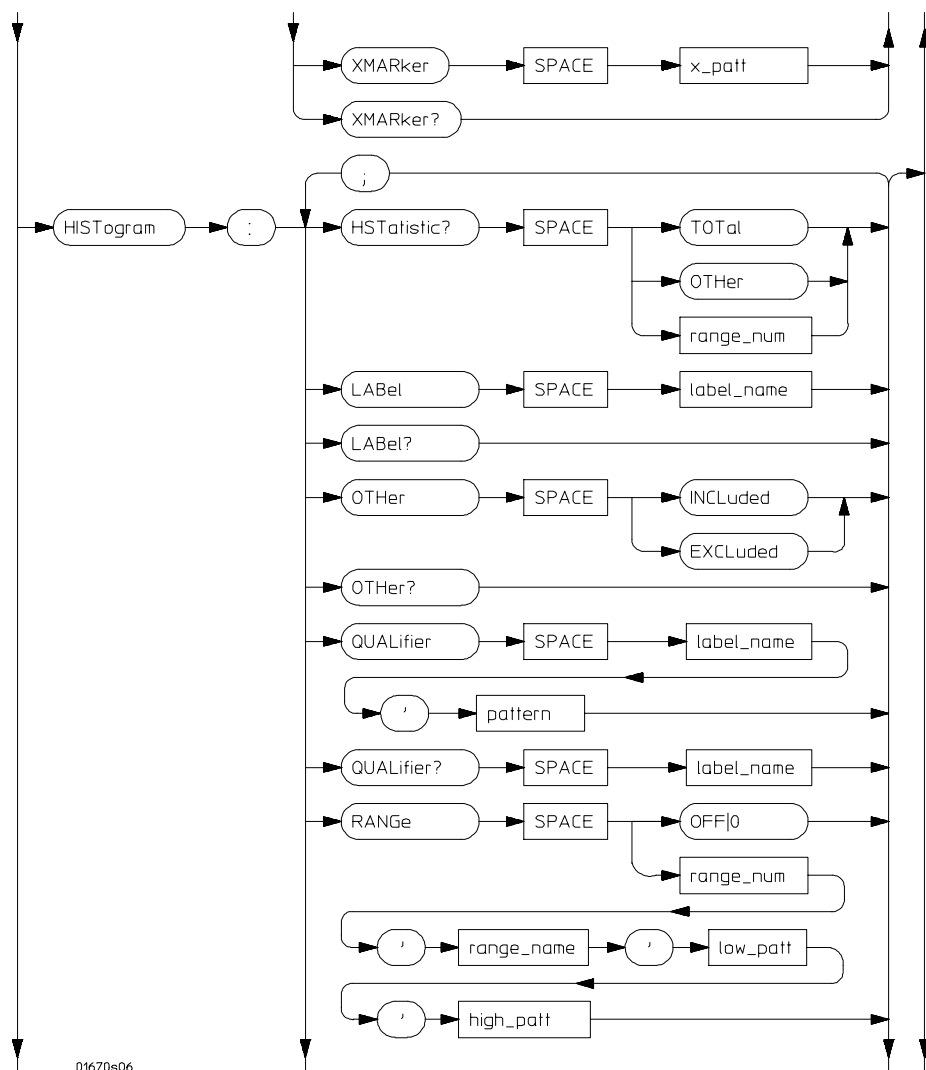 XMARker SPACE x_patt
XMARker?
;
HISTogram : HSTatistic? SPACE TOTal
OTHer
range_num
LABel SPACE label_name
LABel?
OTHer SPACE INCLuded
EXCLuded
OTHer?
QUALifier SPACE label_name
, pattern
QUALifier? SPACE label_name
RANGe SPACE OFF|0
range_num
, range_name , low_patt
, high_patt
01670s06